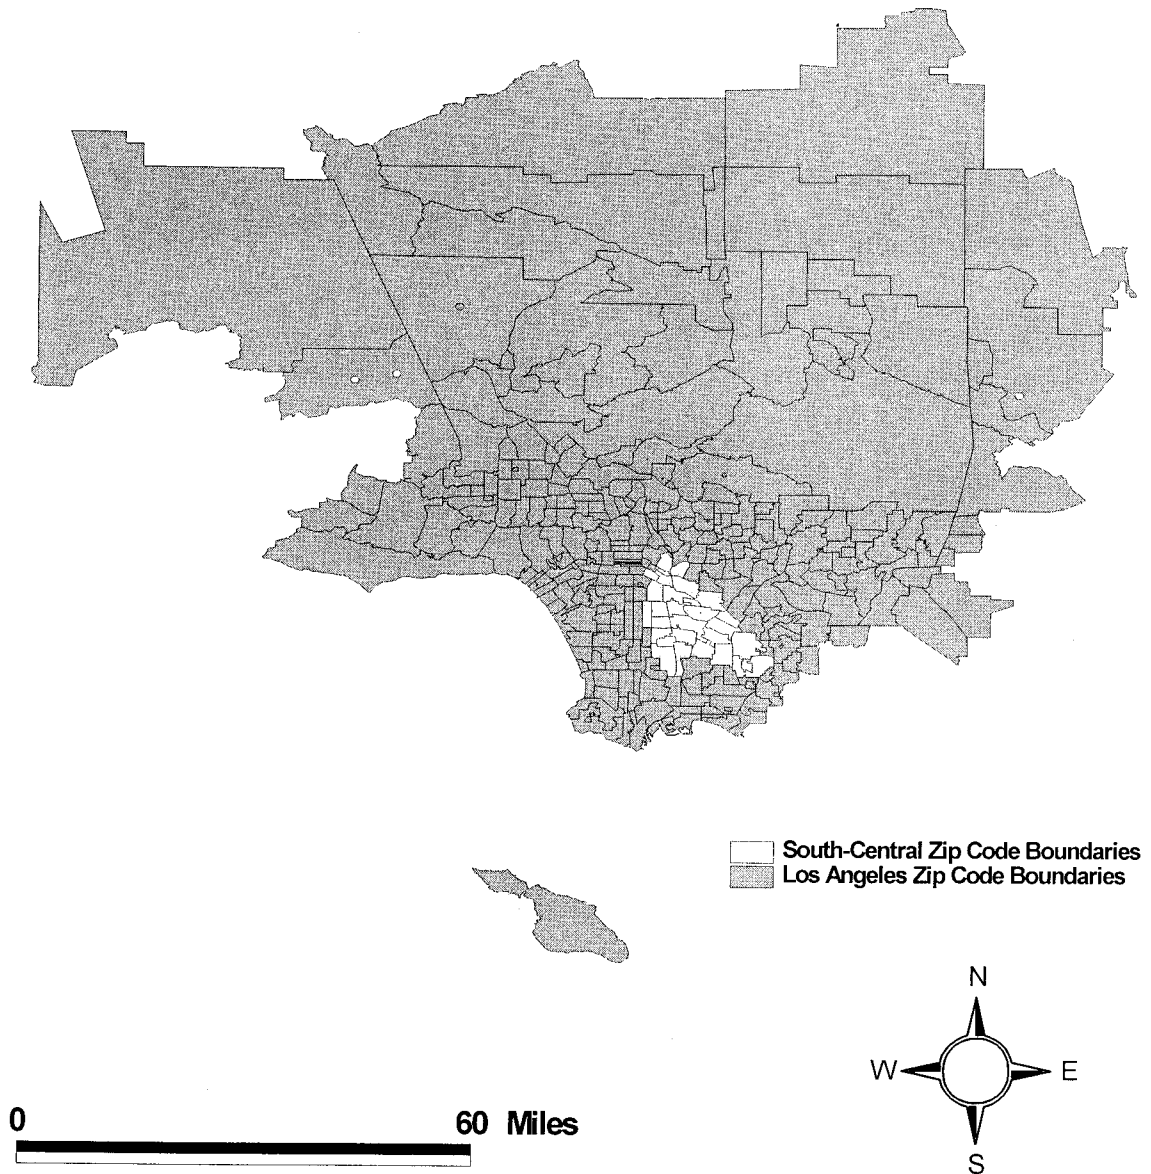 South-Central Zip Code Boundaries
Los Angeles Zip Code Boundaries
N
W E
S
0 60 Miles